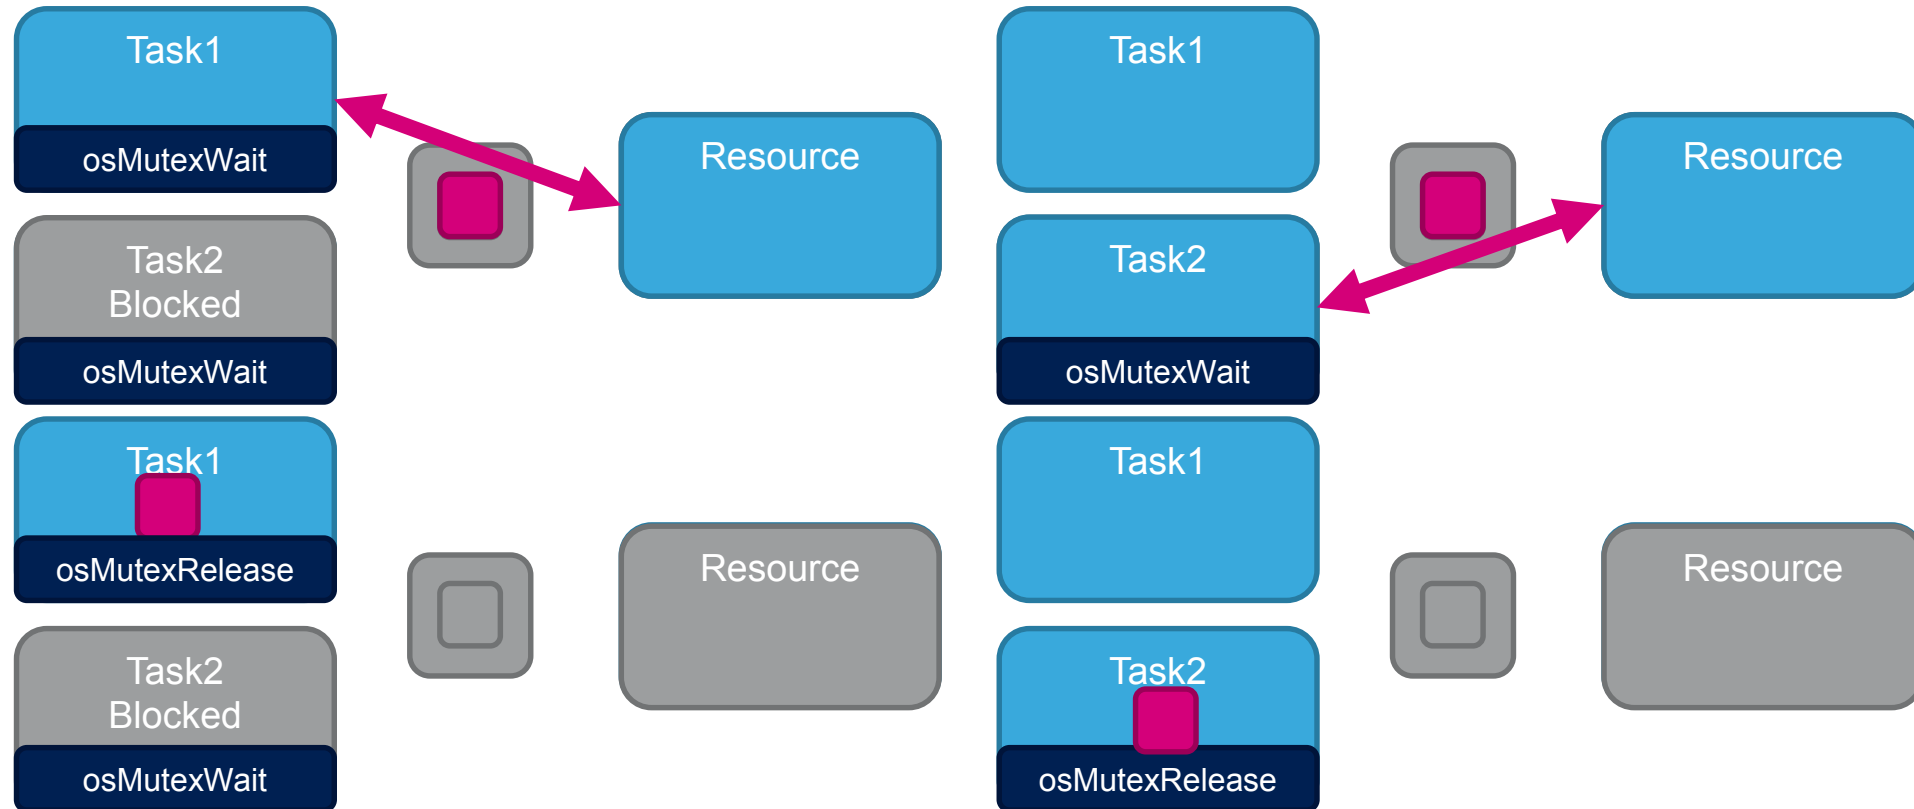 Task1
osMutexWait
Resource
Task2
Blocked
osMutexWait
Task1
osMutexRelease
Resource
Task2
Blocked
osMutexWait
Task1
Resource
Task2
osMutexWait
Task1
Resource
Task2
osMutexRelease